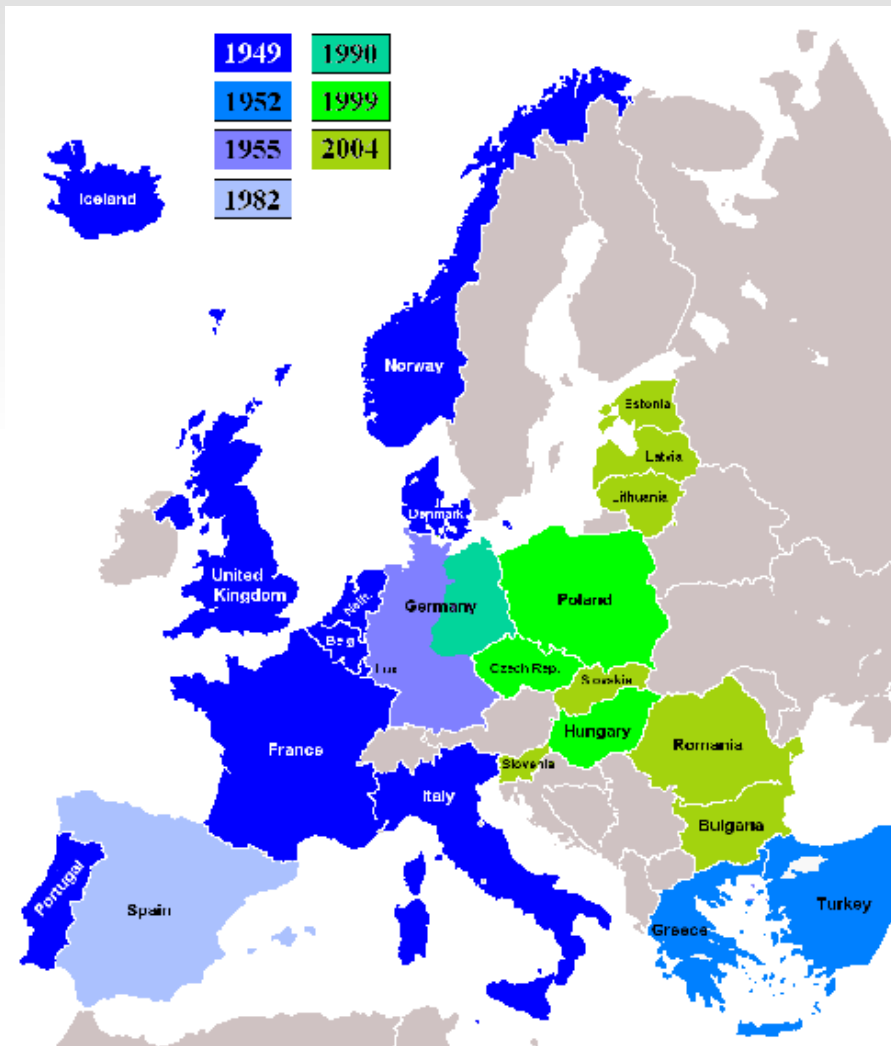 1949 1990
1952 1999
1955 2004
1982
Iceland
Norway
Estonia
Latvia
Lithuania
Denmark
United
Kingdom
Neth.
Germany
Poland
Belg
Lux
Czech Rep.
Slovakia
France
Hungary
Romania
Slovenia
Italy
Bulgaria
Portugal
Spain
Turkey
Greece